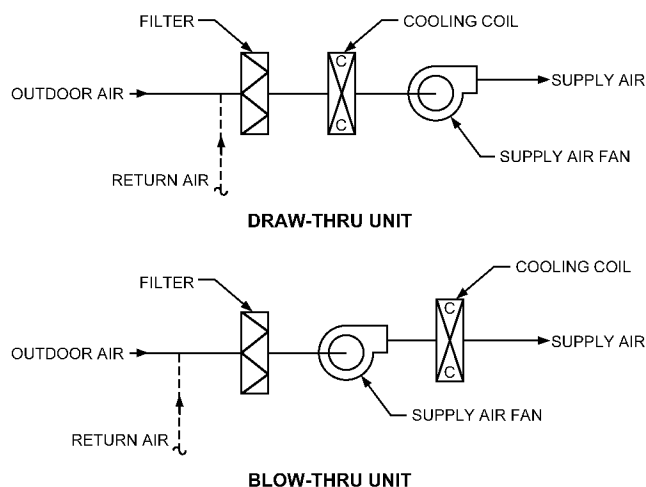 FILTER
COOLING COIL
C
OUTDOOR AIR
SUPPLY AIR
C
SUPPLY AIR FAN
RETURN AIR
DRAW-THRU UNIT
COOLING COIL
FILTER
C
OUTDOOR AIR
SUPPLY AIR
C
SUPPLY AIR FAN
RETURN AIR
BLOW-THRU UNIT